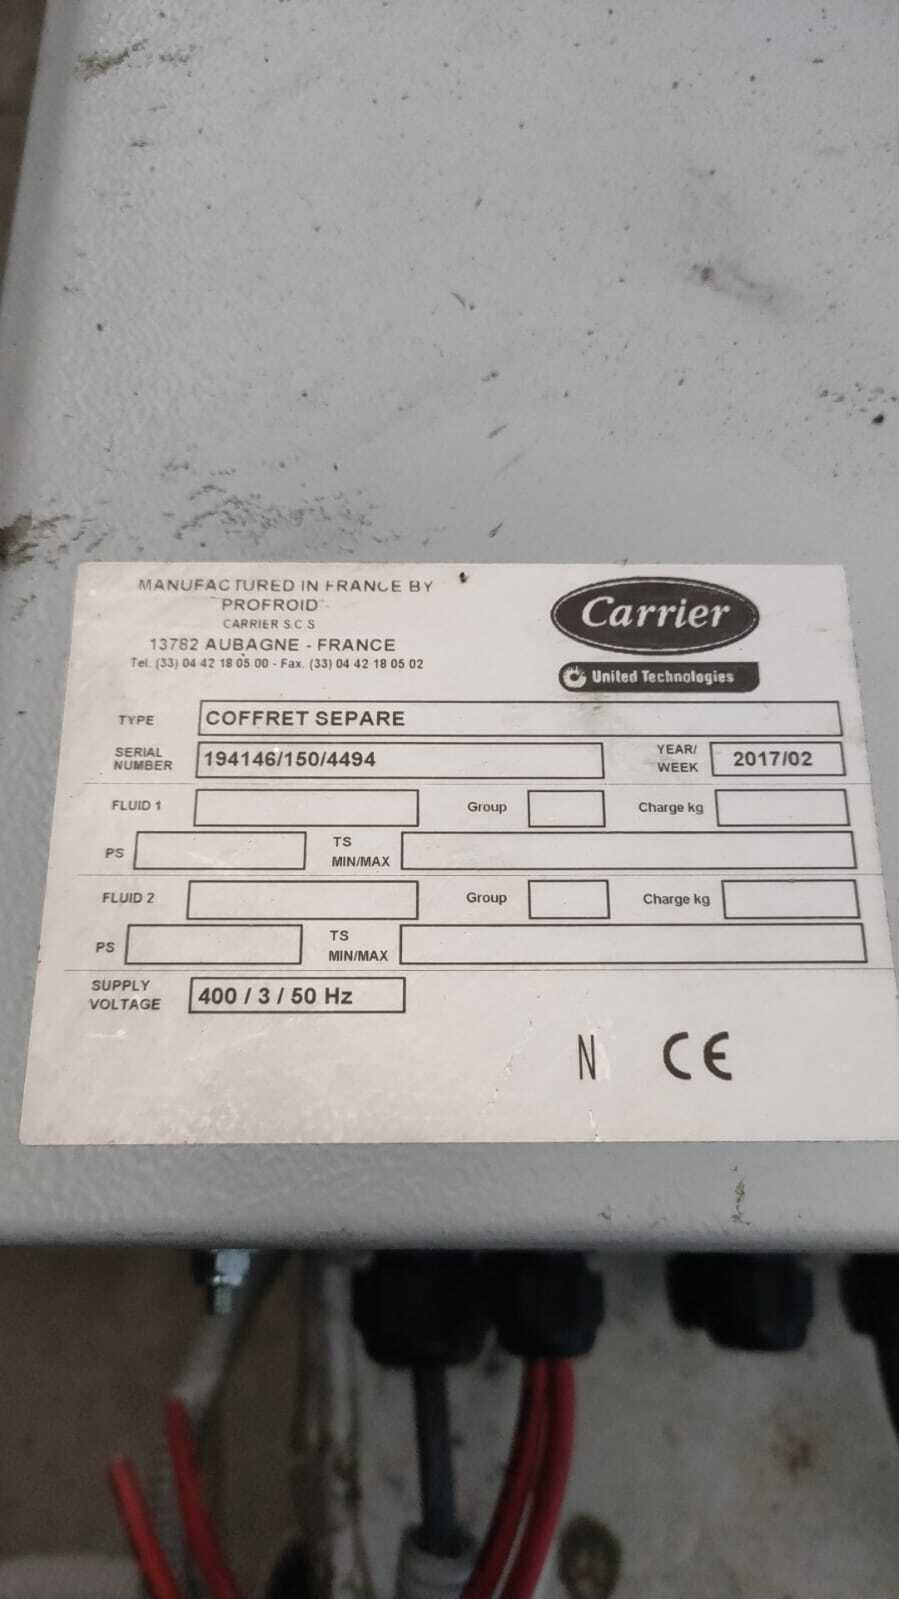 MANUFACTURED IN FRANCE BY
PROFROID
CARRIER S.C.S
13782 AUBAGNE - FRANCE
Tel. (33) 04 42 18 05 00 - Fax. (33) 04 42 18 05 02
Carrier
United Technologies
TYPE COFFRET SEPARE
SERIAL NUMBER 194146/150/4494 YEAR/ WEEK 2017/02
FLUID 1 Group Charge kg
PS TS MIN/MAX
FLUID 2 Group Charge kg
PS TS MIN/MAX
SUPPLY VOLTAGE 400 / 3 / 50 Hz
N CE